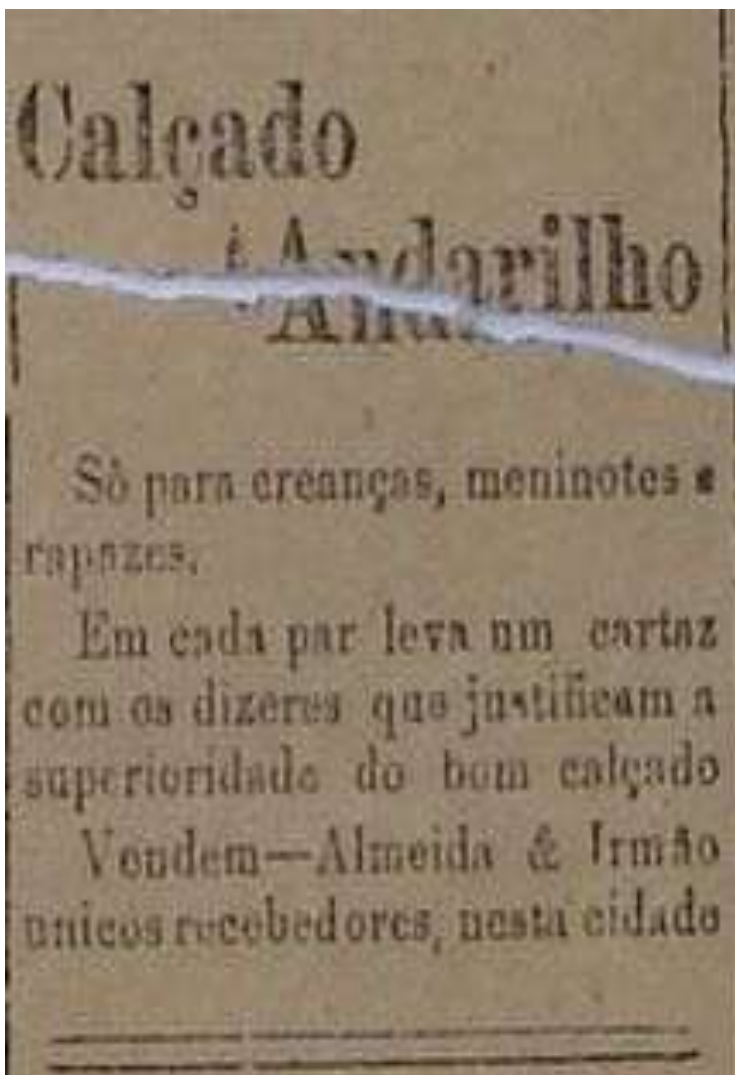 Calçado
Andarilho
Só para creanças, meninotes e
rapazes.
Em cada par leva um cartaz
com os dizeres que justificam a
superioridade do bom calçado
Vendem—Almeida & Irmão
unicos recebedores, nesta cidade